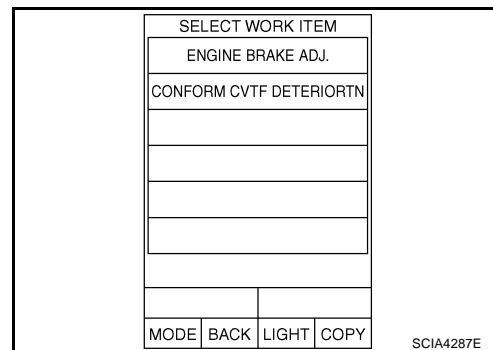 SELECT WORK ITEM
ENGINE BRAKE ADJ.
CONFORM CVTF DETERIORTN
MODE BACK LIGHT COPY
SCIA4287E